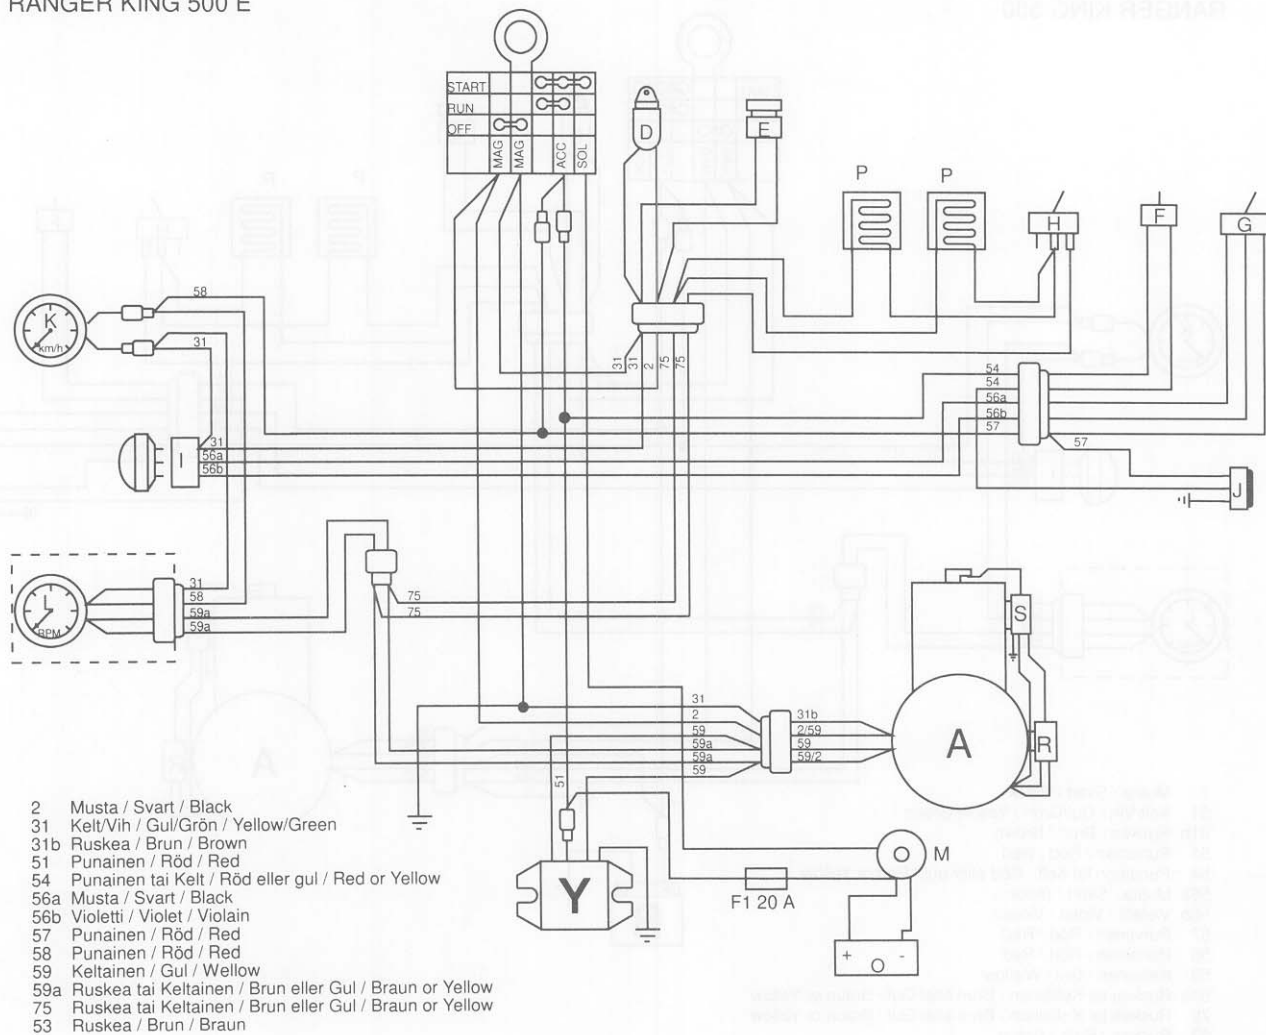 RANGER KING 500 E
START
RUN
OFF
MAG
MAG
ACC
SOL
D
E
P
P
H
F
G
K
km/h
58
31
31
31
2
75
75
54
54
56a
56b
57
57
J
I
31
56a
56b
L
RPM
31
58
59a
59a
75
75
S
R
A
31
2
59
59a
59a
59
31b
2/59
59
59/2
51
Y
M
F1 20 A
+ O -
2 Musta / Svart / Black
31 Kelt/Vih / Gul/Grön / Yellow/Green
31b Ruskea / Brun / Brown
51 Punainen / Röd / Red
54 Punainen tai Kelt / Röd eller gul / Red or Yellow
56a Musta / Svart / Black
56b Violetti / Violet / Violain
57 Punainen / Röd / Red
58 Punainen / Röd / Red
59 Keltainen / Gul / Wellow
59a Ruskea tai Keltainen / Brun eller Gul / Braun or Yellow
75 Ruskea tai Keltainen / Brun eller Gul / Braun or Yellow
53 Ruskea / Brun / Braun